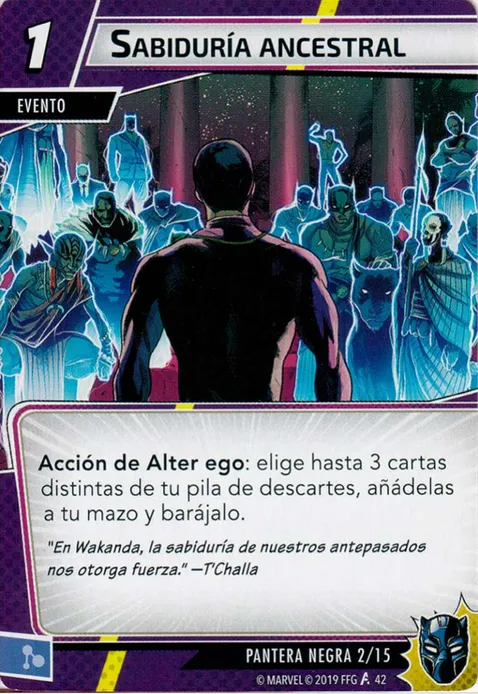 1
SABIDURÍA ANCESTRAL
EVENTO
Acción de Alter ego: elige hasta 3 cartas
distintas de tu pila de descartes, añádelas
a tu mazo y barájalo.
"En Wakanda, la sabiduría de nuestros antepasados
nos otorga fuerza." —T'Challa
PANTERA NEGRA 2/15
© MARVEL © 2019 FFG A 42